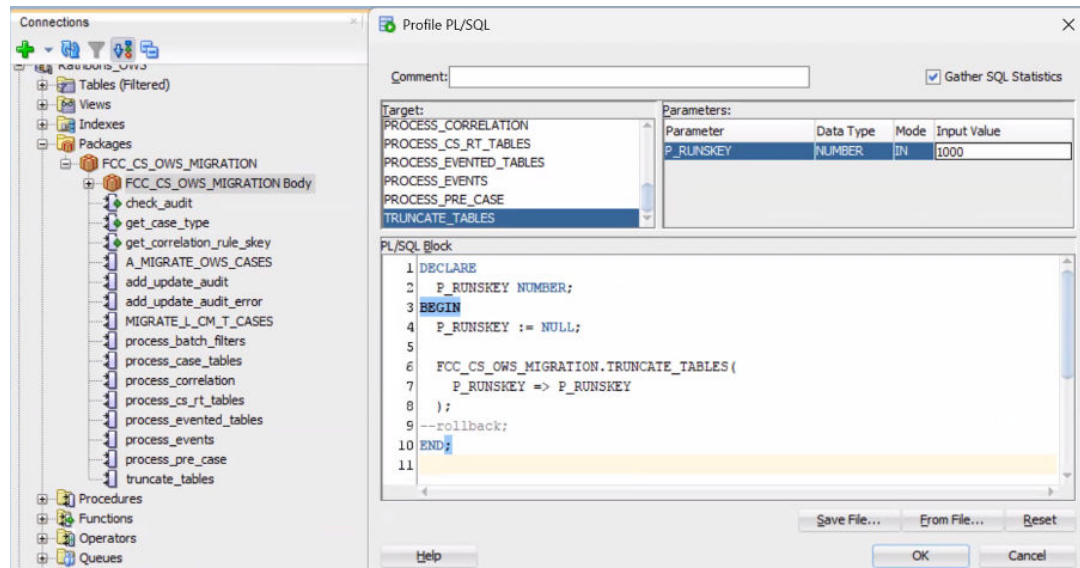 Connections
Rathbons_OWS
Tables (Filtered)
Views
Indexes
Packages
FCC_CS_OWS_MIGRATION
FCC_CS_OWS_MIGRATION Body
check_audit
get_case_type
get_correlation_rule_skey
A_MIGRATE_OWS_CASES
add_update_audit
add_update_audit_error
MIGRATE_L_CM_T_CASES
process_batch_filters
process_case_tables
process_correlation
process_cs_rt_tables
process_evented_tables
process_events
process_pre_case
truncate_tables
Procedures
Functions
Operators
Queues
Profile PL/SQL
Comment:
Gather SQL Statistics
Target:
PROCESS_CORRELATION
PROCESS_CS_RT_TABLES
PROCESS_EVENTED_TABLES
PROCESS_EVENTS
PROCESS_PRE_CASE
TRUNCATE_TABLES
Parameters:
Parameter Data Type Mode Input Value
P_RUNSKEY NUMBER IN 1000
PL/SQL Block
1 DECLARE
2 P_RUNSKEY NUMBER;
3 BEGIN
4 P_RUNSKEY := NULL;
5
6 FCC_CS_OWS_MIGRATION.TRUNCATE_TABLES(
7 P_RUNSKEY => P_RUNSKEY
8 );
9 --rollback;
10 END;
11
Save File... From File... Reset
Help OK Cancel